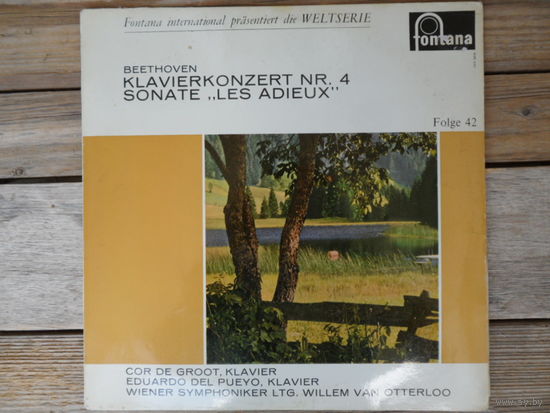 Fontana international präsentiert die WELTSERIE
fontana
BEETHOVEN
KLAVIERKONZERT NR. 4
SONATE „LES ADIEUX"
Folge 42
COR DE GROOT, KLAVIER
EDUARDO DEL PUEYO, KLAVIER
WIENER SYMPHONIKER LTG. WILLEM VAN OTTERLOO